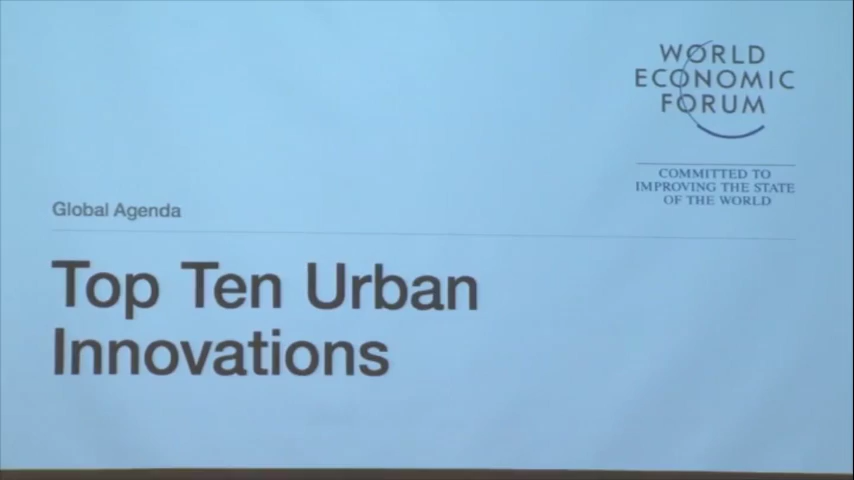 WORLD
ECONOMIC
FORUM
COMMITTED TO
IMPROVING THE STATE
OF THE WORLD
Global Agenda
Top Ten Urban
Innovations